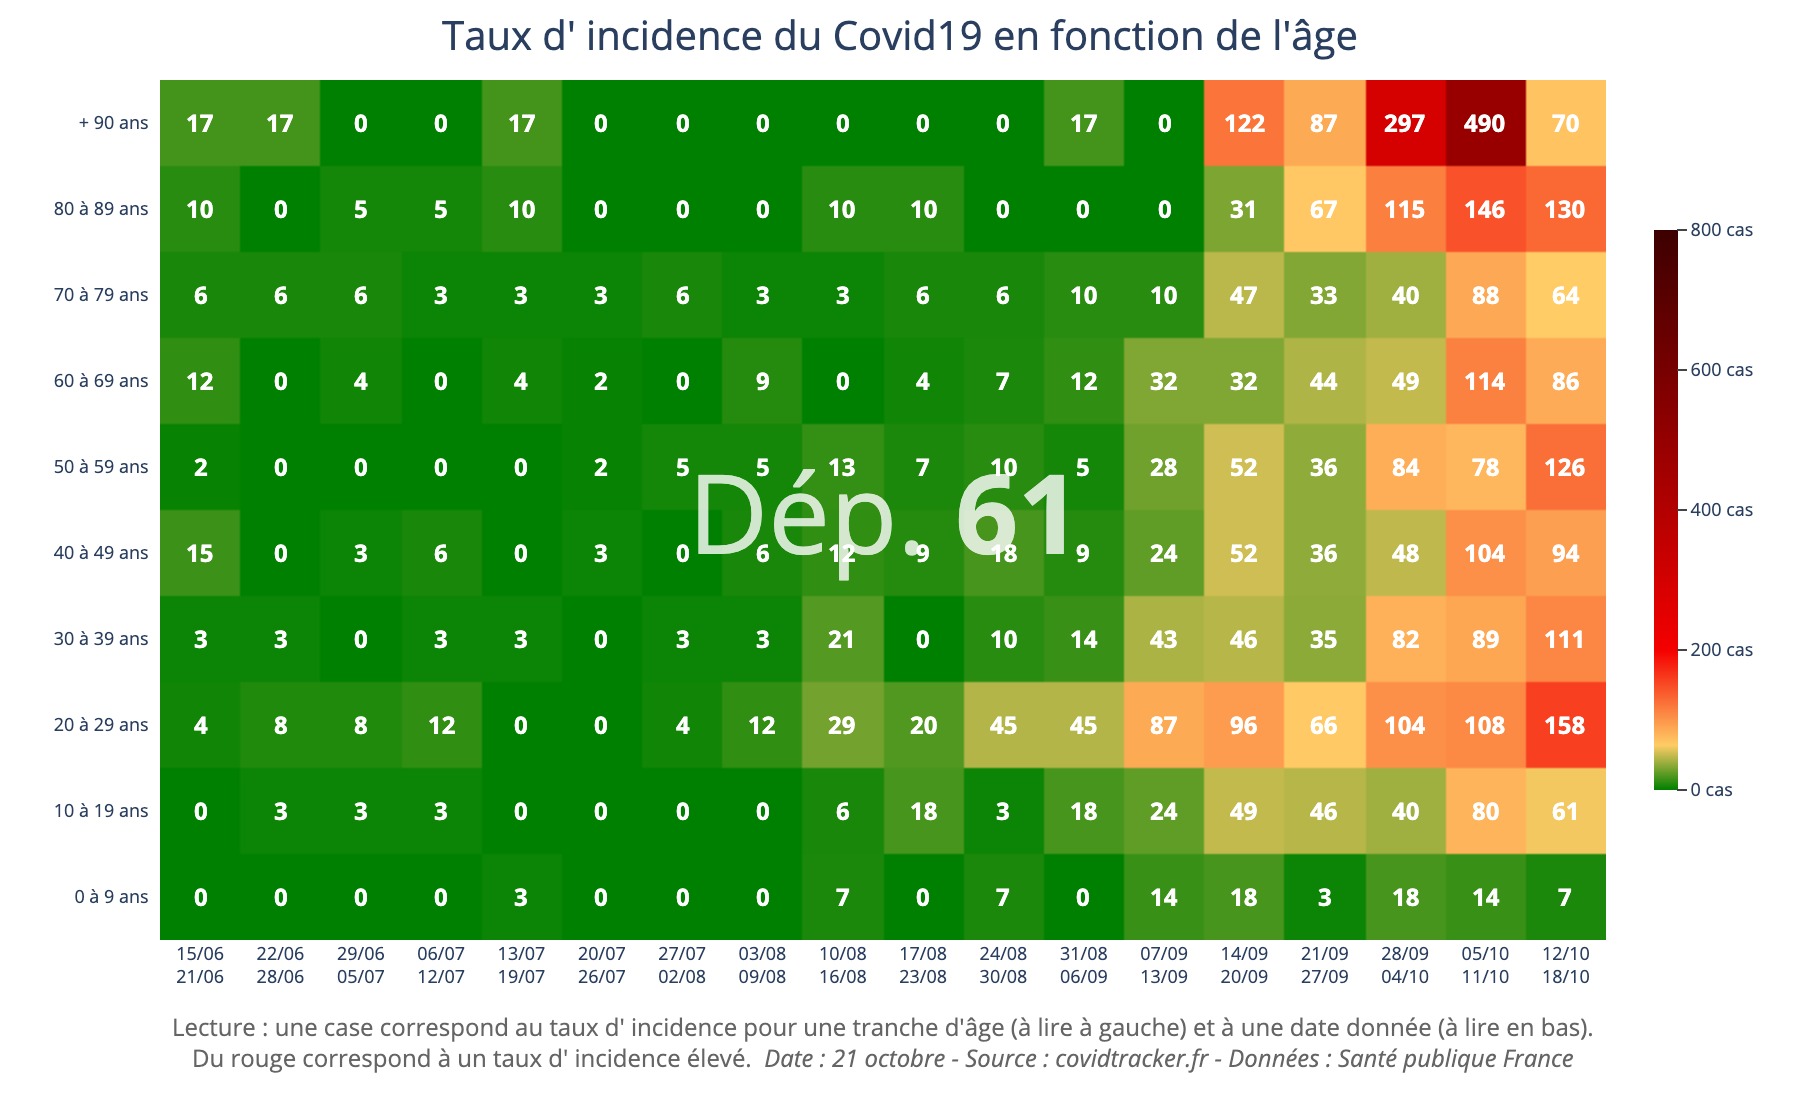 Taux d' incidence du Covid19 en fonction de l'âge
+ 90 ans 17 17 0 0 17 0 0 0 0 0 0 17 0 122 87 297 490 70
80 à 89 ans 10 0 5 5 10 0 0 0 10 10 0 0 0 31 67 115 146 130
70 à 79 ans 6 6 6 3 3 3 6 3 3 6 6 10 10 47 33 40 88 64
60 à 69 ans 12 0 4 0 4 2 0 9 0 4 7 12 32 32 44 49 114 86
50 à 59 ans 2 0 0 0 0 2 5 5 13 7 10 5 28 52 36 84 78 126
Dép. 61
40 à 49 ans 15 0 3 6 0 3 0 6 12 9 18 9 24 52 36 48 104 94
30 à 39 ans 3 3 0 3 3 0 3 3 21 0 10 14 43 46 35 82 89 111
20 à 29 ans 4 8 8 12 0 0 4 12 29 20 45 45 87 96 66 104 108 158
10 à 19 ans 0 3 3 3 0 0 0 0 6 18 3 18 24 49 46 40 80 61
0 à 9 ans 0 0 0 0 3 0 0 0 7 0 7 0 14 18 3 18 14 7
15/06 22/06 29/06 06/07 13/07 20/07 27/07 03/08 10/08 17/08 24/08 31/08 07/09 14/09 21/09 28/09 05/10 12/10
21/06 28/06 05/07 12/07 19/07 26/07 02/08 09/08 16/08 23/08 30/08 06/09 13/09 20/09 27/09 04/10 11/10 18/10
800 cas
600 cas
400 cas
200 cas
0 cas
Lecture : une case correspond au taux d' incidence pour une tranche d'âge (à lire à gauche) et à une date donnée (à lire en bas).
Du rouge correspond à un taux d' incidence élevé. Date : 21 octobre - Source : covidtracker.fr - Données : Santé publique France